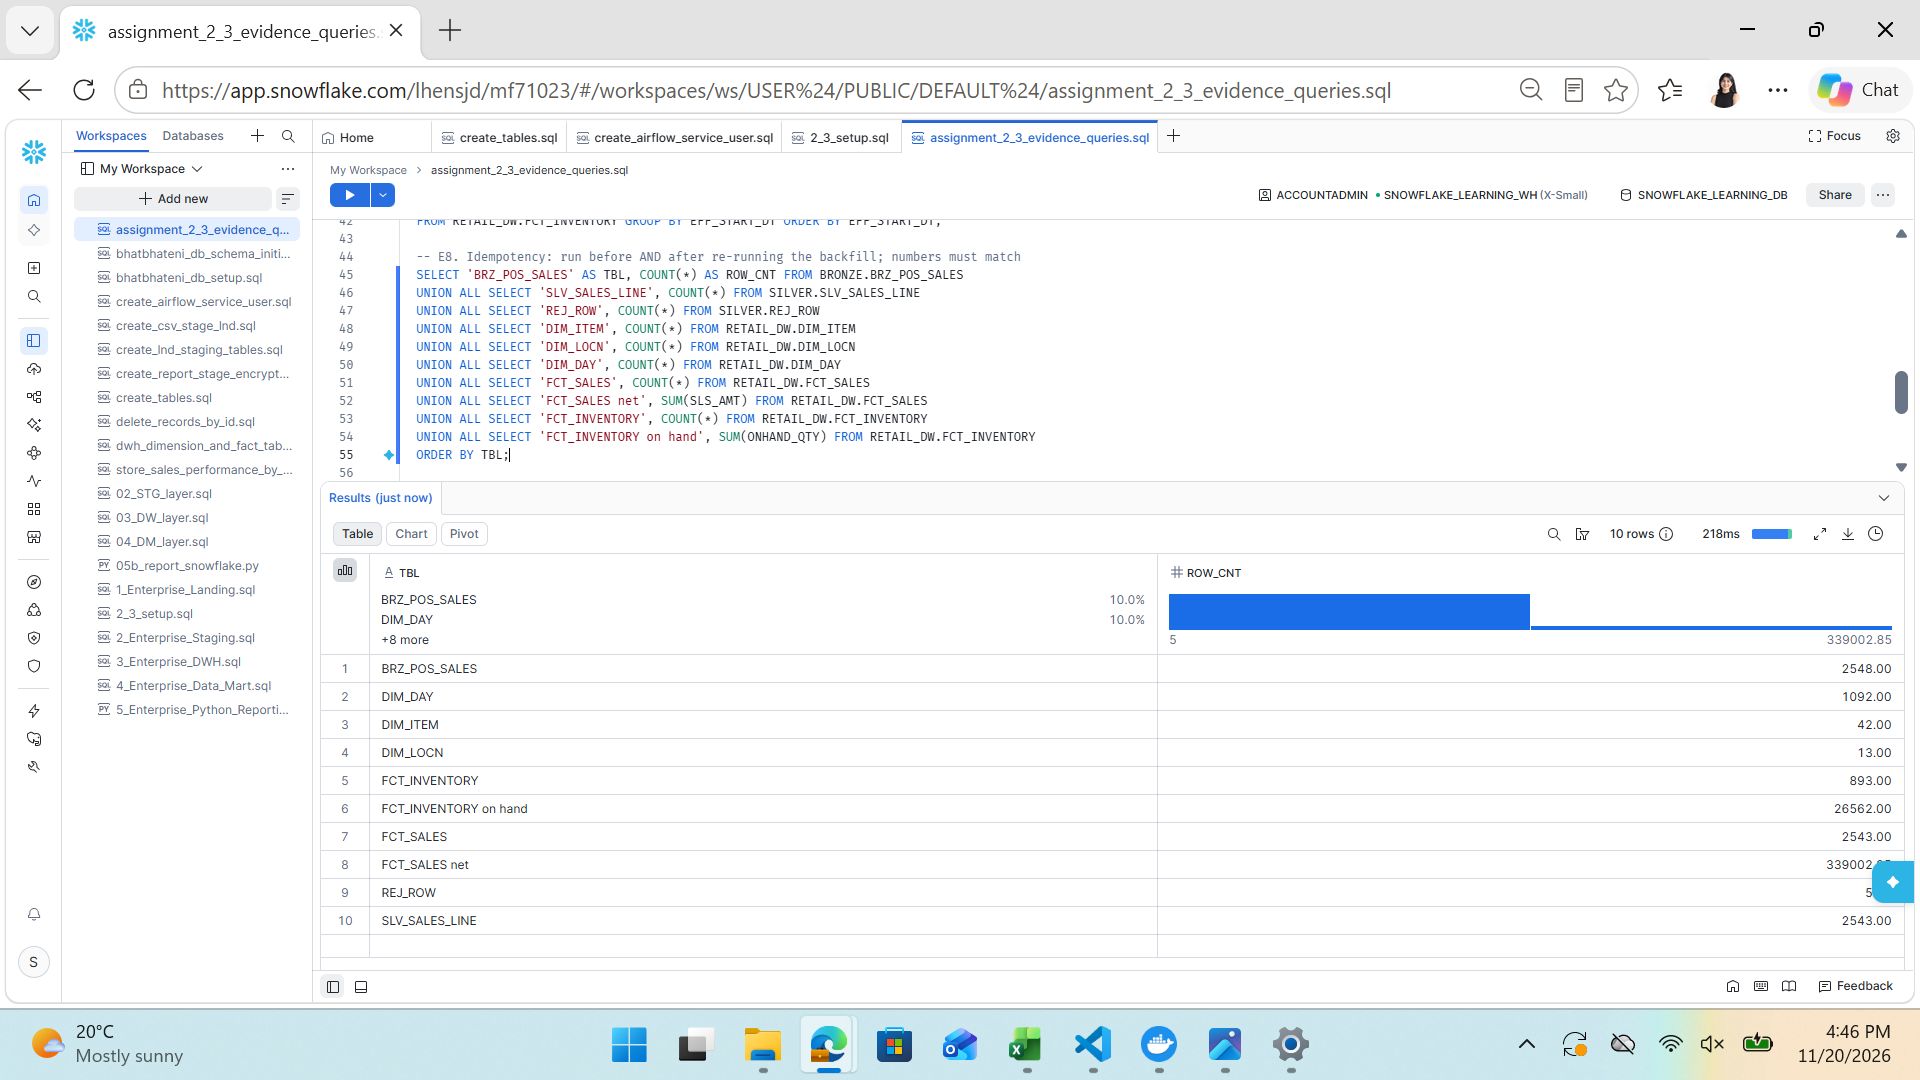 assignment_2_3_evidence_queries.
https://app.snowflake.com/lhensjd/mf71023/#/workspaces/ws/USER%24/PUBLIC/DEFAULT%24/assignment_2_3_evidence_queries.sql
Chat
Workspaces
Databases
Home
create_tables.sql
create_airflow_service_user.sql
2_3_setup.sql
assignment_2_3_evidence_queries.sql
Focus
My Workspace
My Workspace > assignment_2_3_evidence_queries.sql
Add new
ACCOUNTADMIN • SNOWFLAKE_LEARNING_WH (X-Small)
SNOWFLAKE_LEARNING_DB
Share
assignment_2_3_evidence_q...
bhatbhateni_db_schema_initi...
bhatbhateni_db_setup.sql
create_airflow_service_user.sql
create_csv_stage_lnd.sql
create_lnd_staging_tables.sql
create_report_stage_encrypt...
create_tables.sql
delete_records_by_id.sql
dwh_dimension_and_fact_tab...
store_sales_performance_by_...
02_STG_layer.sql
03_DW_layer.sql
04_DM_layer.sql
05b_report_snowflake.py
1_Enterprise_Landing.sql
2_3_setup.sql
2_Enterprise_Staging.sql
3_Enterprise_DWH.sql
4_Enterprise_Data_Mart.sql
5_Enterprise_Python_Reporti...
S
42 FROM RETAIL_DW.FCT_INVENTORY GROUP BY EFF_START_DT ORDER BY EFF_START_DT;
43
44 -- E8. Idempotency: run before AND after re-running the backfill; numbers must match
45 SELECT 'BRZ_POS_SALES' AS TBL, COUNT(*) AS ROW_CNT FROM BRONZE.BRZ_POS_SALES
46 UNION ALL SELECT 'SLV_SALES_LINE', COUNT(*) FROM SILVER.SLV_SALES_LINE
47 UNION ALL SELECT 'REJ_ROW', COUNT(*) FROM SILVER.REJ_ROW
48 UNION ALL SELECT 'DIM_ITEM', COUNT(*) FROM RETAIL_DW.DIM_ITEM
49 UNION ALL SELECT 'DIM_LOCN', COUNT(*) FROM RETAIL_DW.DIM_LOCN
50 UNION ALL SELECT 'DIM_DAY', COUNT(*) FROM RETAIL_DW.DIM_DAY
51 UNION ALL SELECT 'FCT_SALES', COUNT(*) FROM RETAIL_DW.FCT_SALES
52 UNION ALL SELECT 'FCT_SALES net', SUM(SLS_AMT) FROM RETAIL_DW.FCT_SALES
53 UNION ALL SELECT 'FCT_INVENTORY', COUNT(*) FROM RETAIL_DW.FCT_INVENTORY
54 UNION ALL SELECT 'FCT_INVENTORY on hand', SUM(ONHAND_QTY) FROM RETAIL_DW.FCT_INVENTORY
55 ORDER BY TBL;
56
Results (just now)
Table Chart Pivot
10 rows
218ms
TBL
ROW_CNT
BRZ_POS_SALES 10.0%
DIM_DAY 10.0%
+8 more
5 339002.85
1 BRZ_POS_SALES 2548.00
2 DIM_DAY 1092.00
3 DIM_ITEM 42.00
4 DIM_LOCN 13.00
5 FCT_INVENTORY 893.00
6 FCT_INVENTORY on hand 26562.00
7 FCT_SALES 2543.00
8 FCT_SALES net 339002.
9 REJ_ROW 5
10 SLV_SALES_LINE 2543.00
Feedback
20°C
Mostly sunny
4:46 PM
11/20/2026